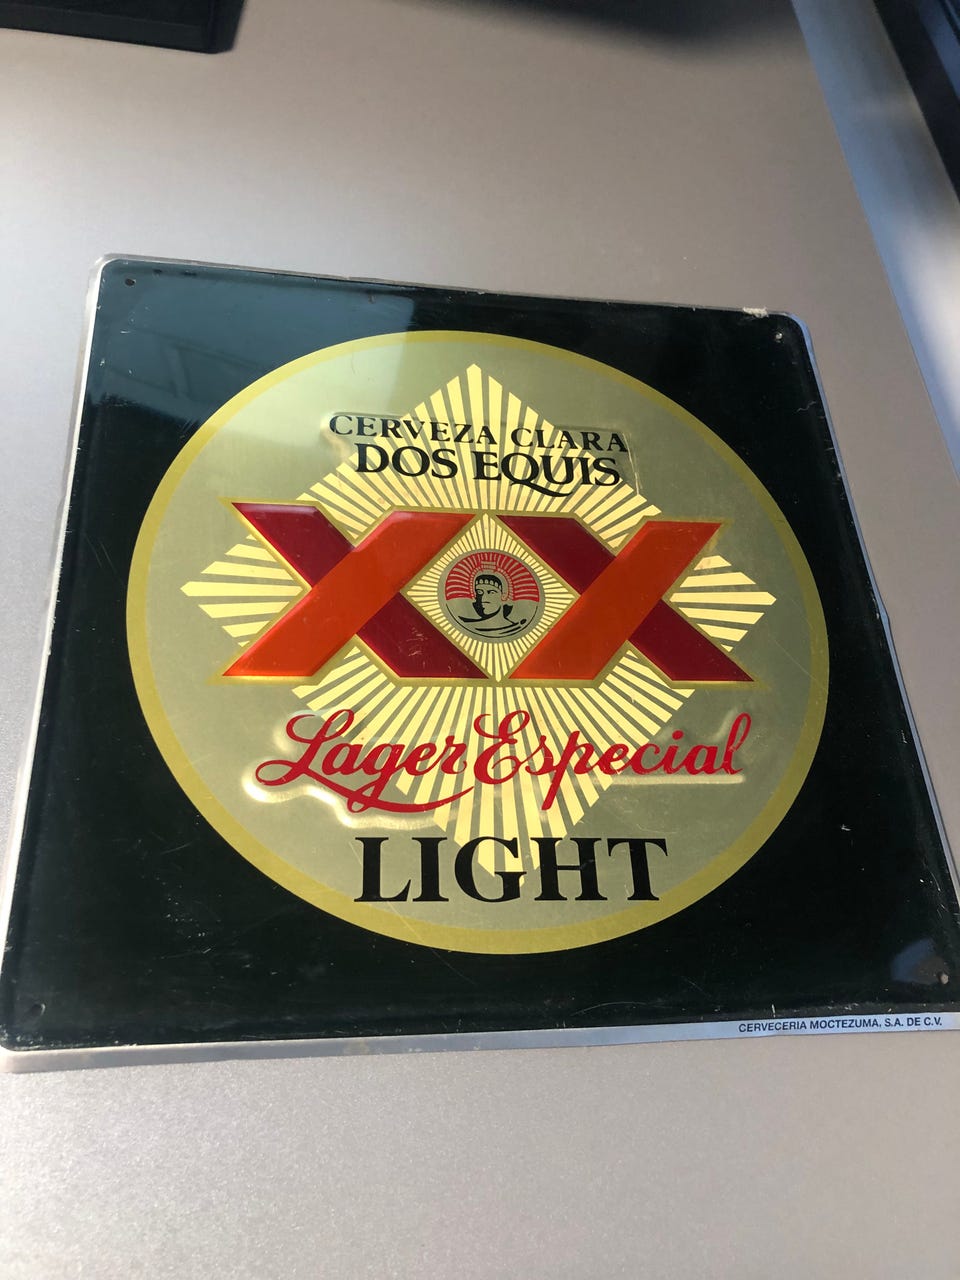 CERVEZA CLARA
DOS EQUIS
XX
Lager Especial
LIGHT
CERVECERIA MOCTEZUMA, S.A. DE C.V.